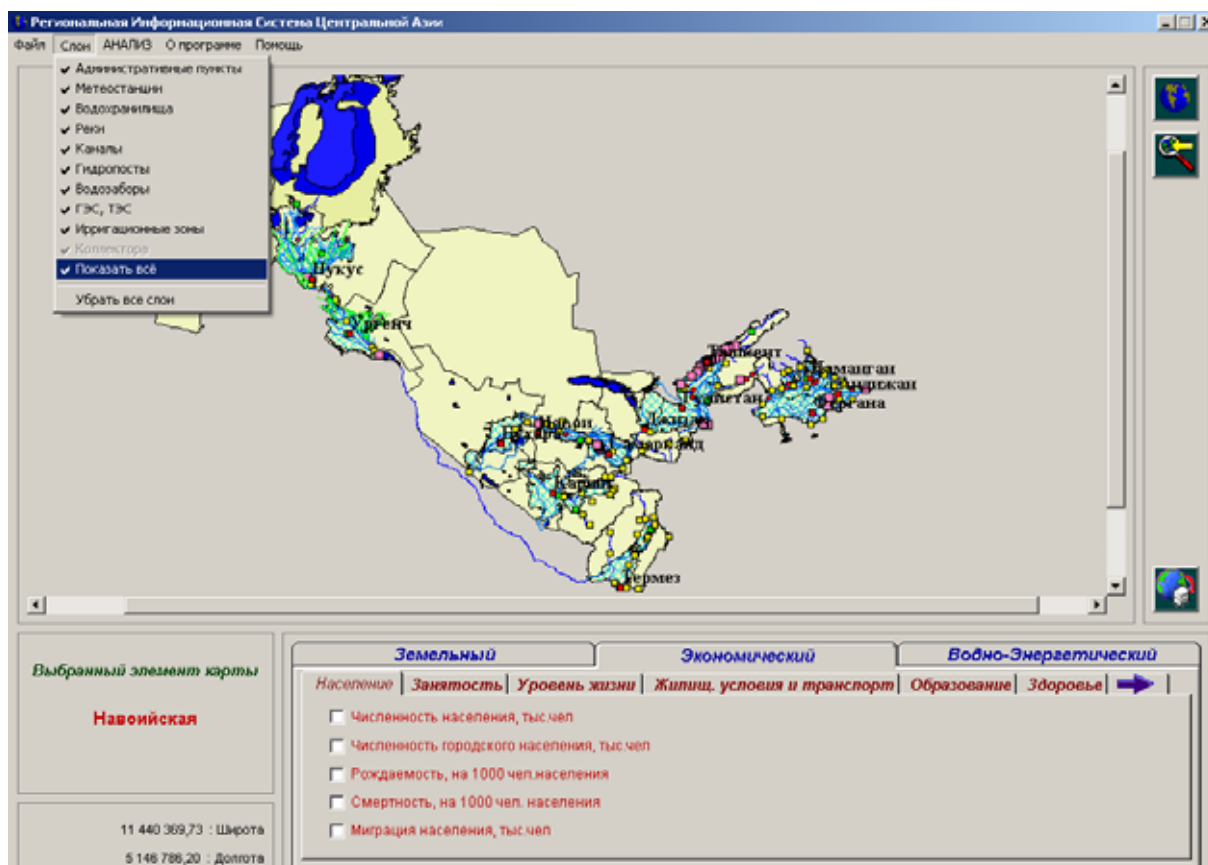 Региональная Информационная Система Центральной Азии
Файл Слои АНАЛИЗ О программе Помощь
Административные пункты
Метеостанции
Водохранилища
Реки
Каналы
Гидропосты
Водозаборы
ГЭС, ТЭС
Ирригационные зоны
Коллектора
Показать всё
Убрать все слои
Нукус
Ургенч
Ташкент
Наманган
Андижан
Гулистан
Фергана
Термез
Земельный Экономический Водно-Энергетический
Выбранный элемент карты
Население Занятость Уровень жизни Жилищ. условия и транспорт Образование Здоровье
Навоийская
Численность населения, тыс.чел
Численность городского населения, тыс.чел
Рождаемость, на 1000 чел.населения
Смертность, на 1000 чел. населения
Миграция населения, тыс.чел
11 440 369,73 : Широта
5 146 786,20 : Долгота